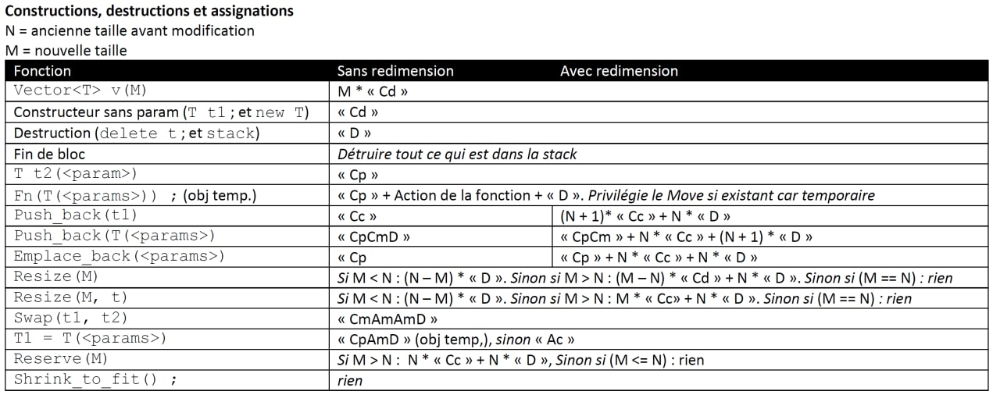 Constructions, destructions et assignations
N = ancienne taille avant modification
M = nouvelle taille
Fonction Sans redimension Avec redimension
Vector<T> v(M) M * « Cd »
Constructeur sans param (T t1 ; et new T) « Cd »
Destruction (delete t ; et stack) « D »
Fin de bloc Détruire tout ce qui est dans la stack
T t2(<param>) « Cp »
Fn(T(<params>)) ; (obj temp.) « Cp » + Action de la fonction + « D ». Privilégie le Move si existant car temporaire
Push_back(t1) « Cc » (N + 1)* « Cc » + N * « D »
Push_back(T(<params>) « CpCmD » « CpCm » + N * « Cc » + (N + 1) * « D »
Emplace_back(<params>) « Cp « Cp » + N * « Cc » + N * « D »
Resize(M) Si M < N : (N – M) * « D ». Sinon si M > N : (M – N) * « Cd » + N * « D ». Sinon si (M == N) : rien
Resize(M, t) Si M < N : (N – M) * « D ». Sinon si M > N : M * « Cc» + N * « D ». Sinon si (M == N) : rien
Swap(t1, t2) « CmAmAmD »
T1 = T(<params>) « CpAmD » (obj temp,), sinon « Ac »
Reserve(M) Si M > N : N * « Cc » + N * « D », Sinon si (M <= N) : rien
Shrink_to_fit() ; rien